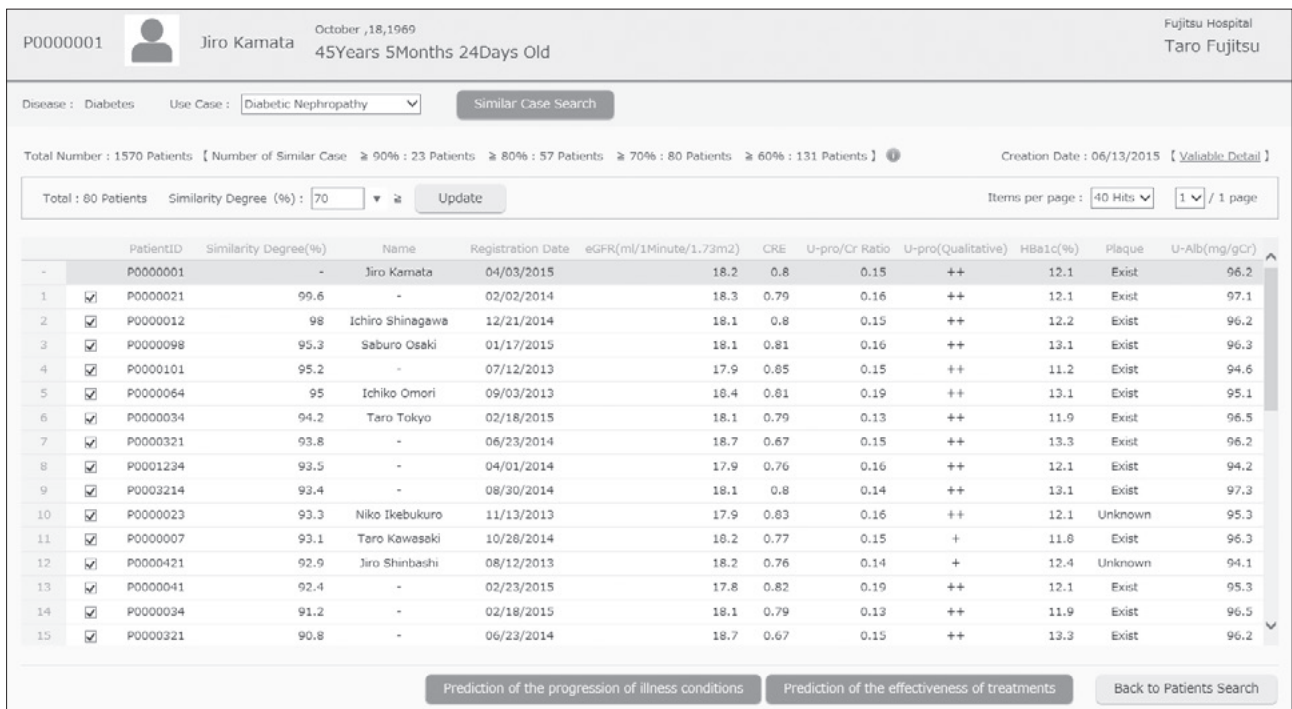 P0000001 Jiro Kamata October ,18,1969 45Years 5Months 24Days Old Fujitsu Hospital Taro Fujitsu
Disease : Diabetes Use Case : Diabetic Nephropathy Similar Case Search
Total Number : 1570 Patients 【 Number of Similar Case ≧ 90% : 23 Patients ≧ 80% : 57 Patients ≧ 70% : 80 Patients ≧ 60% : 131 Patients 】 Creation Date : 06/13/2015 【 Valiable Detail 】
Total : 80 Patients Similarity Degree (%) : 70 ≧ Update Items per page : 40 Hits 1 / 1 page
PatientID Similarity Degree(%) Name Registration Date eGFR(ml/1Minute/1.73m2) CRE U-pro/Cr Ratio U-pro(Qualitative) HBa1c(%) Plaque U-Alb(mg/gCr)
- P0000001 - Jiro Kamata 04/03/2015 18.2 0.8 0.15 ++ 12.1 Exist 96.2
1 P0000021 99.6 - 02/02/2014 18.3 0.79 0.16 ++ 12.1 Exist 97.1
2 P0000012 98 Ichiro Shinagawa 12/21/2014 18.1 0.8 0.15 ++ 12.2 Exist 96.2
3 P0000098 95.3 Saburo Osaki 01/17/2015 18.1 0.81 0.16 ++ 13.1 Exist 96.3
4 P0000101 95.2 - 07/12/2013 17.9 0.85 0.15 ++ 11.2 Exist 94.6
5 P0000064 95 Ichiko Omori 09/03/2013 18.4 0.81 0.19 ++ 13.1 Exist 95.1
6 P0000034 94.2 Taro Tokyo 02/18/2015 18.1 0.79 0.13 ++ 11.9 Exist 96.5
7 P0000321 93.8 - 06/23/2014 18.7 0.67 0.15 ++ 13.3 Exist 96.2
8 P0001234 93.5 - 04/01/2014 17.9 0.76 0.16 ++ 12.1 Exist 94.2
9 P0003214 93.4 - 08/30/2014 18.1 0.8 0.14 ++ 13.1 Exist 97.3
10 P0000023 93.3 Niko Ikebukuro 11/13/2013 17.9 0.83 0.16 ++ 12.1 Unknown 95.3
11 P0000007 93.1 Taro Kawasaki 10/28/2014 18.2 0.77 0.15 + 11.8 Exist 96.3
12 P0000421 92.9 Jiro Shinbashi 08/12/2013 18.2 0.76 0.14 + 12.4 Unknown 94.1
13 P0000041 92.4 - 02/23/2015 17.8 0.82 0.19 ++ 12.1 Exist 95.3
14 P0000034 91.2 - 02/18/2015 18.1 0.79 0.13 ++ 11.9 Exist 96.5
15 P0000321 90.8 - 06/23/2014 18.7 0.67 0.15 ++ 13.3 Exist 96.2
Prediction of the progression of illness conditions Prediction of the effectiveness of treatments Back to Patients Search